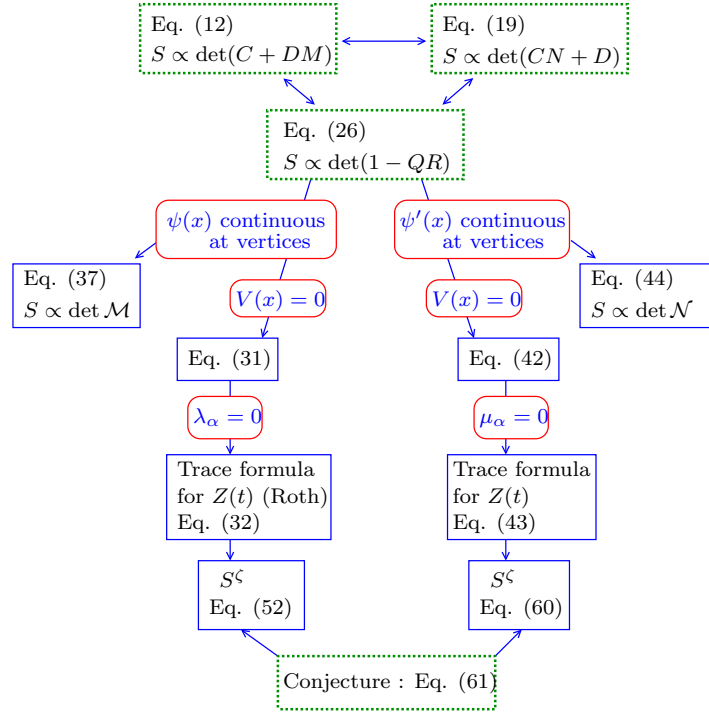 Eq. (12)
S ∝ det(C + DM)
Eq. (19)
S ∝ det(CN + D)
Eq. (26)
S ∝ det(1 − QR)
ψ(x) continuous
at vertices
ψ′(x) continuous
at vertices
Eq. (37)
S ∝ det ℳ
V(x) = 0
V(x) = 0
Eq. (44)
S ∝ det 𝒩
Eq. (31)
Eq. (42)
λα = 0
μα = 0
Trace formula
for Z(t) (Roth)
Eq. (32)
Trace formula
for Z(t)
Eq. (43)
S^ζ
Eq. (52)
S^ζ
Eq. (60)
Conjecture : Eq. (61)